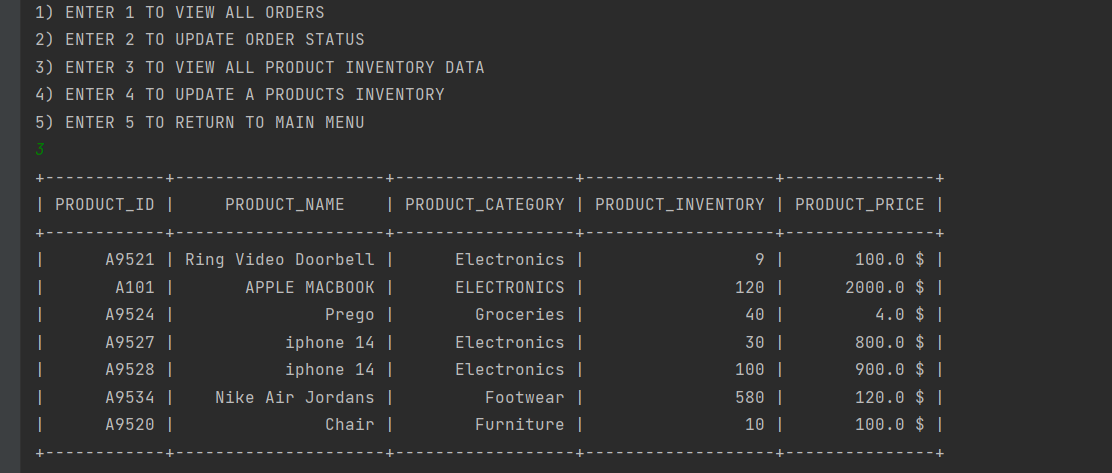 1) ENTER 1 TO VIEW ALL ORDERS
2) ENTER 2 TO UPDATE ORDER STATUS
3) ENTER 3 TO VIEW ALL PRODUCT INVENTORY DATA
4) ENTER 4 TO UPDATE A PRODUCTS INVENTORY
5) ENTER 5 TO RETURN TO MAIN MENU
3
+------------+---------------------+------------------+-------------------+---------------+
| PRODUCT_ID |     PRODUCT_NAME    | PRODUCT_CATEGORY | PRODUCT_INVENTORY | PRODUCT_PRICE |
+------------+---------------------+------------------+-------------------+---------------+
|      A9521 | Ring Video Doorbell |      Electronics |                 9 |       100.0 $ |
|       A101 |       APPLE MACBOOK |      ELECTRONICS |               120 |      2000.0 $ |
|      A9524 |               Prego |        Groceries |                40 |         4.0 $ |
|      A9527 |           iphone 14 |      Electronics |                30 |       800.0 $ |
|      A9528 |           iphone 14 |      Electronics |               100 |       900.0 $ |
|      A9534 |    Nike Air Jordans |         Footwear |               580 |       120.0 $ |
|      A9520 |               Chair |        Furniture |                10 |       100.0 $ |
+------------+---------------------+------------------+-------------------+---------------+